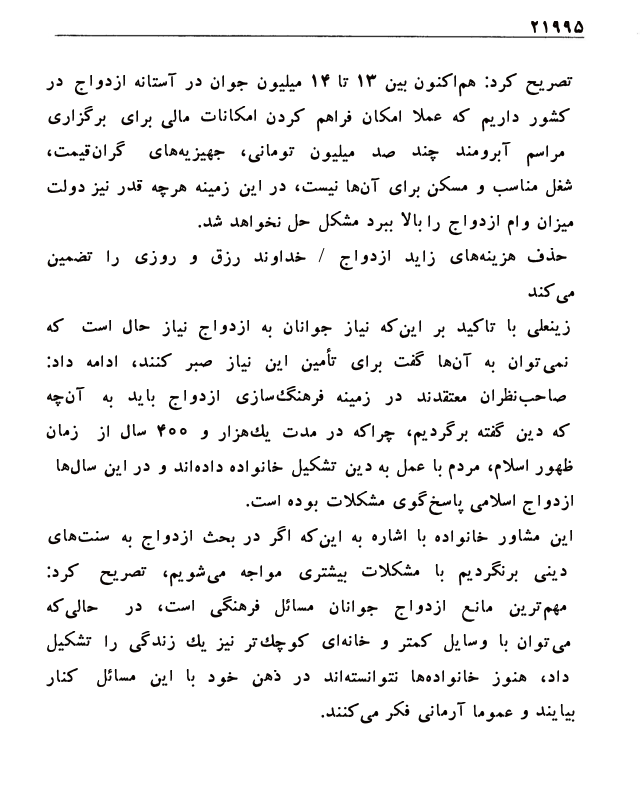 ۲۱۹۹۵
تصریح کرد: هم‌اکنون بین ۱۳ تا ۱۴ میلیون جوان در آستانه ازدواج در
کشور داریم که عملا امکان فراهم کردن امکانات مالی برای برگزاری
مراسم آبرومند چند صد میلیون تومانی، جهیزیه‌های گران‌قیمت،
شغل مناسب و مسکن برای آن‌ها نیست، در این زمینه هرچه قدر نیز دولت
میزان وام ازدواج را بالا ببرد مشکل حل نخواهد شد.
حذف هزینه‌های زاید ازدواج / خداوند رزق و روزی را تضمین
می‌کند
زینعلی با تاکید بر این‌که نیاز جوانان به ازدواج نیاز حال است که
نمی‌توان به آن‌ها گفت برای تأمین این نیاز صبر کنند، ادامه داد:
صاحب‌نظران معتقدند در زمینه فرهنگ‌سازی ازدواج باید به آن‌چه
که دین گفته برگردیم، چراکه در مدت یك‌هزار و ۴۰۰ سال از زمان
ظهور اسلام، مردم با عمل به دین تشکیل خانواده داده‌اند و در این سال‌ها
ازدواج اسلامی پاسخ‌گوی مشکلات بوده است.
این مشاور خانواده با اشاره به این‌که اگر در بحث ازدواج به سنت‌های
دینی برنگردیم با مشکلات بیشتری مواجه می‌شویم، تصریح کرد:
مهم‌ترین مانع ازدواج جوانان مسائل فرهنگی است، در حالی‌که
می‌توان با وسایل کمتر و خانه‌ای کوچك‌تر نیز یك زندگی را تشکیل
داد، هنوز خانواده‌ها نتوانسته‌اند در ذهن خود با این مسائل کنار
بیایند و عموما آرمانی فکر می‌کنند.